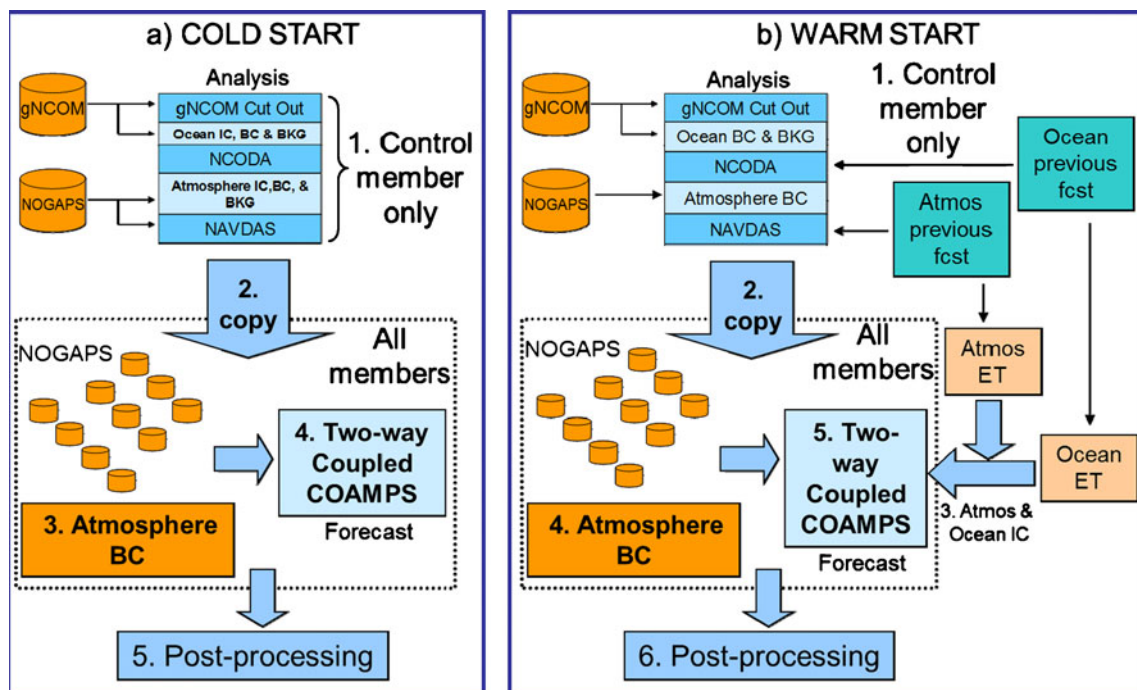 a) COLD START
Analysis
gNCOM
gNCOM Cut Out
Ocean IC, BC & BKG
NCODA
NOGAPS
Atmosphere IC,BC, &
BKG
NAVDAS
1. Control
member
only
2.
copy
NOGAPS
All
members
4. Two-way
Coupled
COAMPS
Forecast
3. Atmosphere
BC
5. Post-processing
b) WARM START
Analysis
gNCOM
gNCOM Cut Out
Ocean BC & BKG
NCODA
NOGAPS
Atmosphere BC
NAVDAS
1. Control
member
only
Ocean
previous
fcst
Atmos
previous
fcst
2.
copy
NOGAPS
All
members
Atmos
ET
Ocean
ET
3. Atmos &
Ocean IC
5. Two-
way
Coupled
COAMPS
Forecast
4. Atmosphere
BC
6. Post-processing